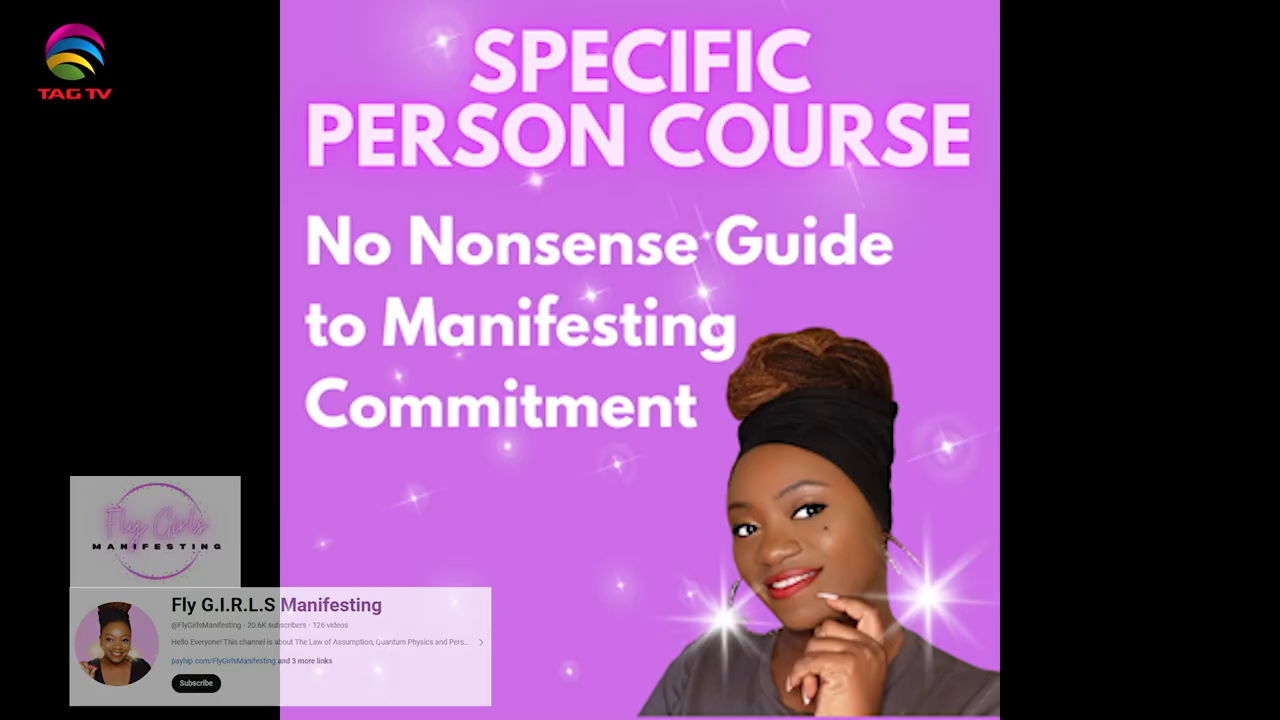 TAG TV
SPECIFIC
PERSON COURSE
No Nonsense Guide
to Manifesting
Commitment
Fly Girls
MANIFESTING
Fly G.I.R.L.S Manifesting
@FlyGirlsManifesting · 20.6K subscribers · 126 videos
Hello Everyone! This channel is about The Law of Assumption, Quantum Physics and Pers...
payhip.com/FlyGirlsManifesting and 3 more links
Subscribe